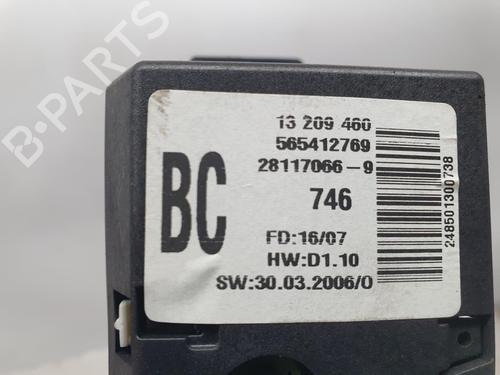 13 209 460
565412769
28117066-9
BC
746
FD:16/07
HW:D1.10
SW:30.03.2006/0
248501300738
B-PARTS